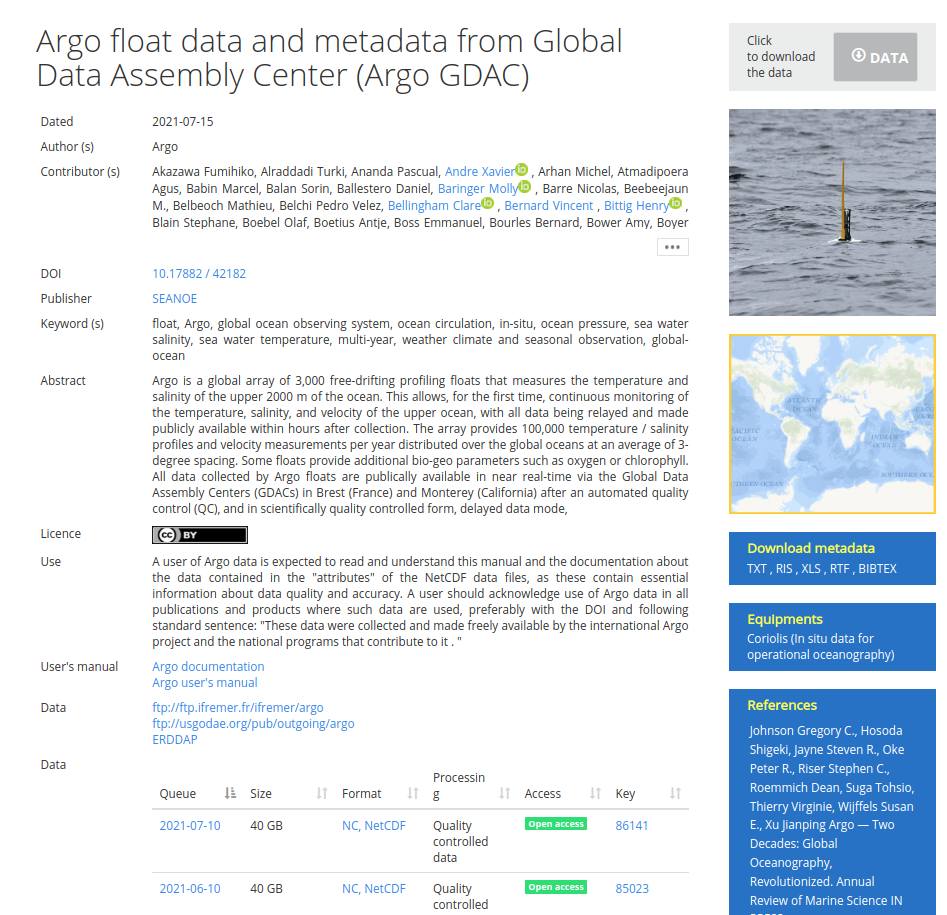 Argo float data and metadata from Global
Data Assembly Center (Argo GDAC)
Dated 2021-07-15
Author (s) Argo
Contributor (s) Akazawa Fumihiko, Alraddadi Turki, Ananda Pascual, Andre Xavier iD , Arhan Michel, Atmadipoera
Agus, Babin Marcel, Balan Sorin, Ballestero Daniel, Baringer Molly iD , Barre Nicolas, Beebeejaun
M., Belbeoch Mathieu, Belchi Pedro Velez, Bellingham Clare iD , Bernard Vincent , Bittig Henry iD ,
Blain Stephane, Boebel Olaf, Boetius Antje, Boss Emmanuel, Bourles Bernard, Bower Amy, Boyer
•••
DOI 10.17882 / 42182
Publisher SEANOE
Keyword (s) float, Argo, global ocean observing system, ocean circulation, in-situ, ocean pressure, sea water
salinity, sea water temperature, multi-year, weather climate and seasonal observation, global-
ocean
Abstract Argo is a global array of 3,000 free-drifting profiling floats that measures the temperature and
salinity of the upper 2000 m of the ocean. This allows, for the first time, continuous monitoring of
the temperature, salinity, and velocity of the upper ocean, with all data being relayed and made
publicly available within hours after collection. The array provides 100,000 temperature / salinity
profiles and velocity measurements per year distributed over the global oceans at an average of 3-
degree spacing. Some floats provide additional bio-geo parameters such as oxygen or chlorophyll.
All data collected by Argo floats are publically available in near real-time via the Global Data
Assembly Centers (GDACs) in Brest (France) and Monterey (California) after an automated quality
control (QC), and in scientifically quality controlled form, delayed data mode,
Licence cc BY
Use A user of Argo data is expected to read and understand this manual and the documentation about
the data contained in the "attributes" of the NetCDF data files, as these contain essential
information about data quality and accuracy. A user should acknowledge use of Argo data in all
publications and products where such data are used, preferably with the DOI and following
standard sentence: "These data were collected and made freely available by the international Argo
project and the national programs that contribute to it . "
User's manual Argo documentation
Argo user's manual
Data ftp://ftp.ifremer.fr/ifremer/argo
ftp://usgodae.org/pub/outgoing/argo
ERDDAP
Data
Queue Size Format Processin
g Access Key
2021-07-10 40 GB NC, NetCDF Quality
controlled
data Open access 86141
2021-06-10 40 GB NC, NetCDF Quality
controlled Open access 85023
Click
to download
the data
DATA
ATLANTIC
OCEAN
PACIFIC
OCEAN
INDIAN
OCEAN
SOUTHERN OCE
THERN OCEAN
Download metadata
TXT , RIS , XLS , RTF , BIBTEX
Equipments
Coriolis (In situ data for
operational oceanography)
References
Johnson Gregory C., Hosoda
Shigeki, Jayne Steven R., Oke
Peter R., Riser Stephen C.,
Roemmich Dean, Suga Tohsio,
Thierry Virginie, Wijffels Susan
E., Xu Jianping Argo — Two
Decades: Global
Oceanography,
Revolutionized. Annual
Review of Marine Science IN